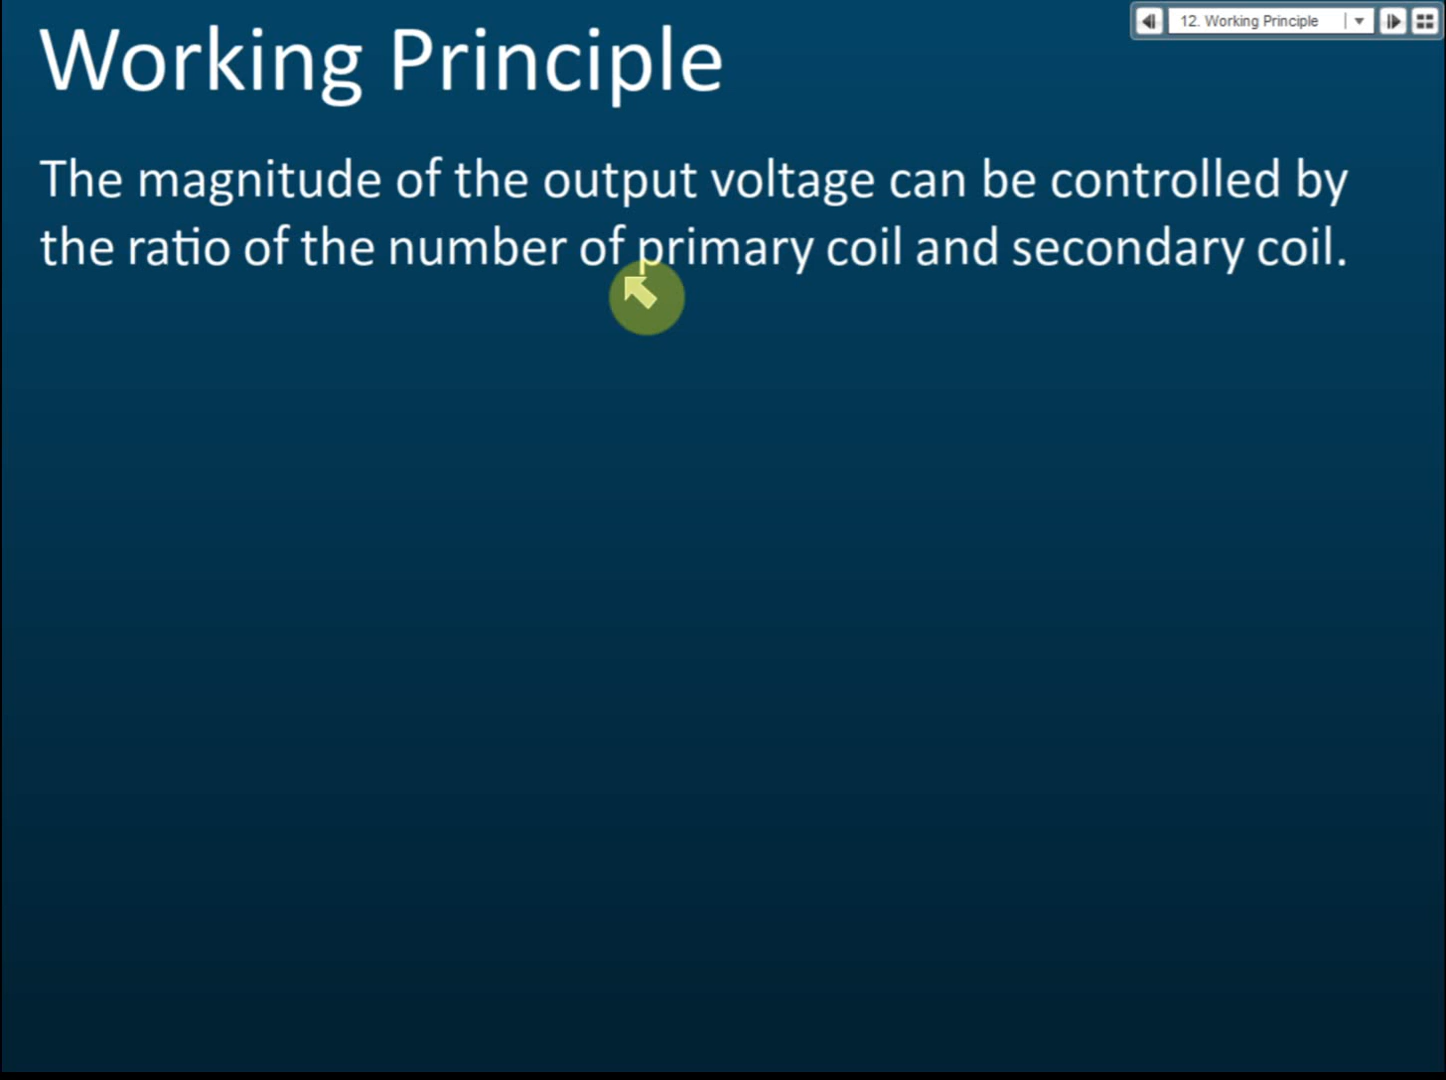 12. Working Principle
Working Principle
The magnitude of the output voltage can be controlled by
the ratio of the number of primary coil and secondary coil.